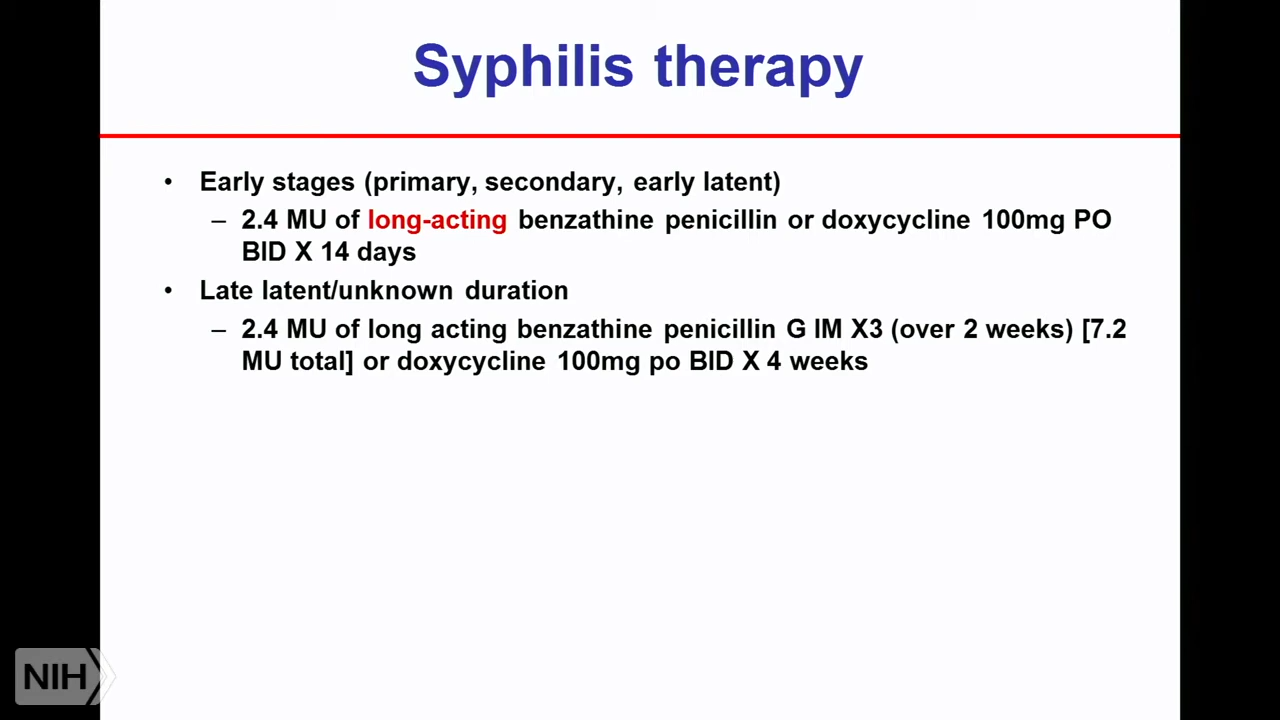 Syphilis therapy
• Early stages (primary, secondary, early latent)
– 2.4 MU of long-acting benzathine penicillin or doxycycline 100mg PO
BID X 14 days
• Late latent/unknown duration
– 2.4 MU of long acting benzathine penicillin G IM X3 (over 2 weeks) [7.2
MU total] or doxycycline 100mg po BID X 4 weeks
NIH